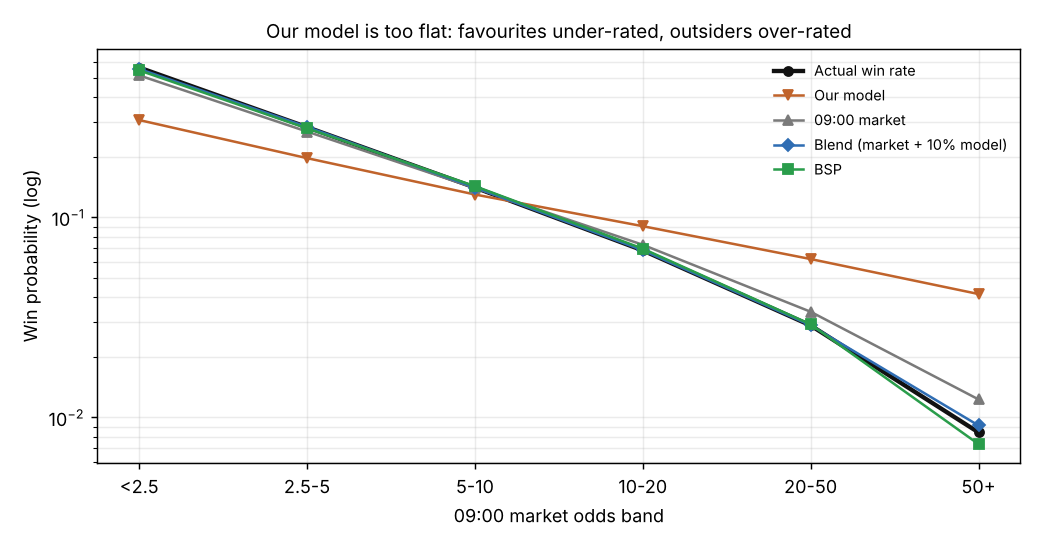 Our model is too flat: favourites under-rated, outsiders over-rated
Actual win rate
Our model
09:00 market
Blend (market + 10% model)
BSP
Win probability (log)
10⁻¹
10⁻²
<2.5
2.5–5
5–10
10–20
20–50
50+
09:00 market odds band